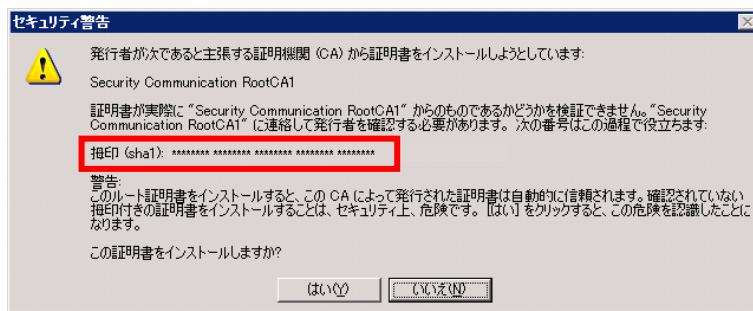 セキュリティ警告
発行者が次であると主張する証明機関 (CA) から証明書をインストールしようとしています:
Security Communication RootCA1
証明書が実際に "Security Communication RootCA1" からのものであるかどうかを検証できません。"Security
Communication RootCA1" に連絡して発行者を確認する必要があります。次の番号はこの過程で役立ちます:
拇印 (sha1): ******** ******** ******** ******** ********
警告:
このルート証明書をインストールすると、この CA によって発行された証明書は自動的に信頼されます。確認されていない
拇印付きの証明書をインストールすることは、セキュリティ上、危険です。[はい] をクリックすると、この危険を認識したことに
なります。
この証明書をインストールしますか?
はい(Y) いいえ(N)